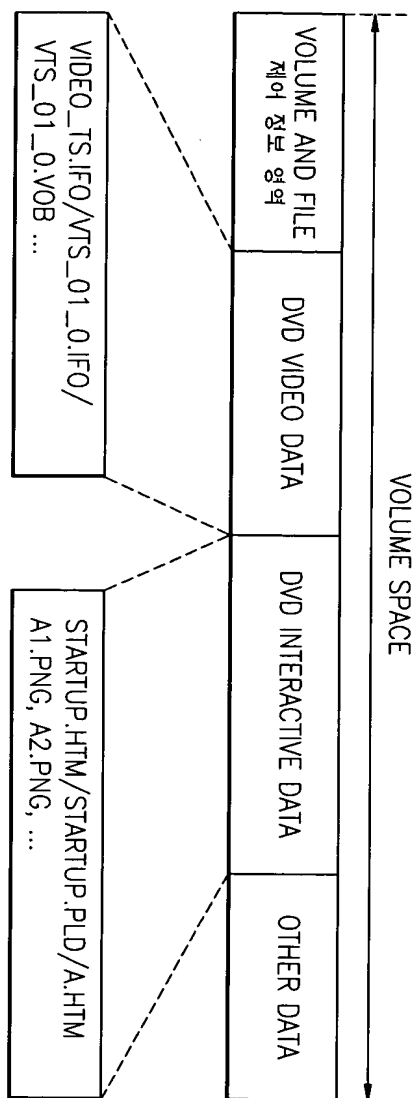 VOLUME SPACE
VOLUME AND FILE
제어 정보 영역
DVD VIDEO DATA
DVD INTERACTIVE DATA
OTHER DATA
VIDEO_TS.IFO/VTS_01_0.IFO/
VTS_01_0.VOB ...
STARTUP.HTM/STARTUP.PLD/A.HTM
A1.PNG, A2.PNG, ...